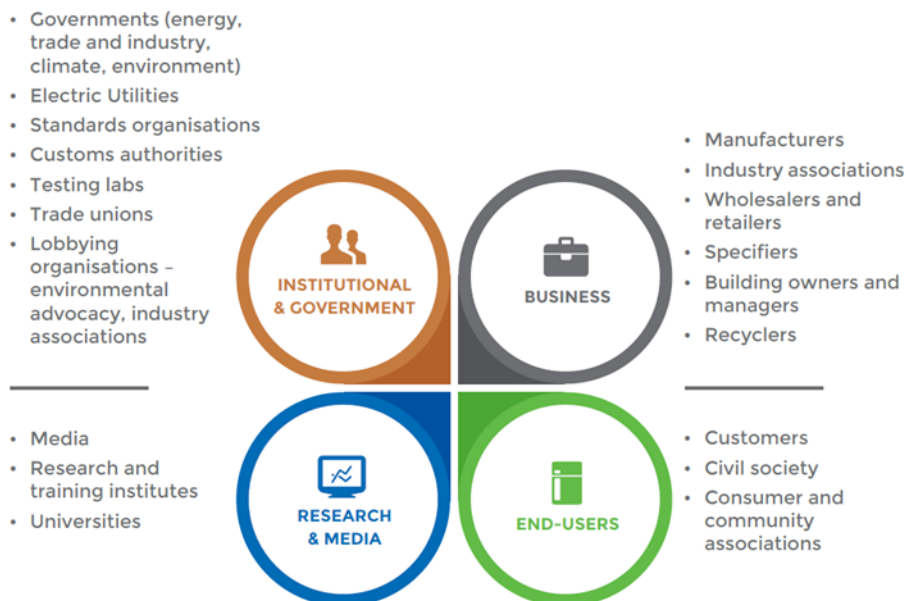 • Governments (energy,
trade and industry,
climate, environment)
• Electric Utilities
• Standards organisations
• Customs authorities
• Testing labs
• Trade unions
• Lobbying
organisations –
environmental
advocacy, industry
associations
INSTITUTIONAL
& GOVERNMENT
BUSINESS
• Manufacturers
• Industry associations
• Wholesalers and
retailers
• Specifiers
• Building owners and
managers
• Recyclers
• Media
• Research and
training institutes
• Universities
RESEARCH
& MEDIA
END-USERS
• Customers
• Civil society
• Consumer and
community
associations